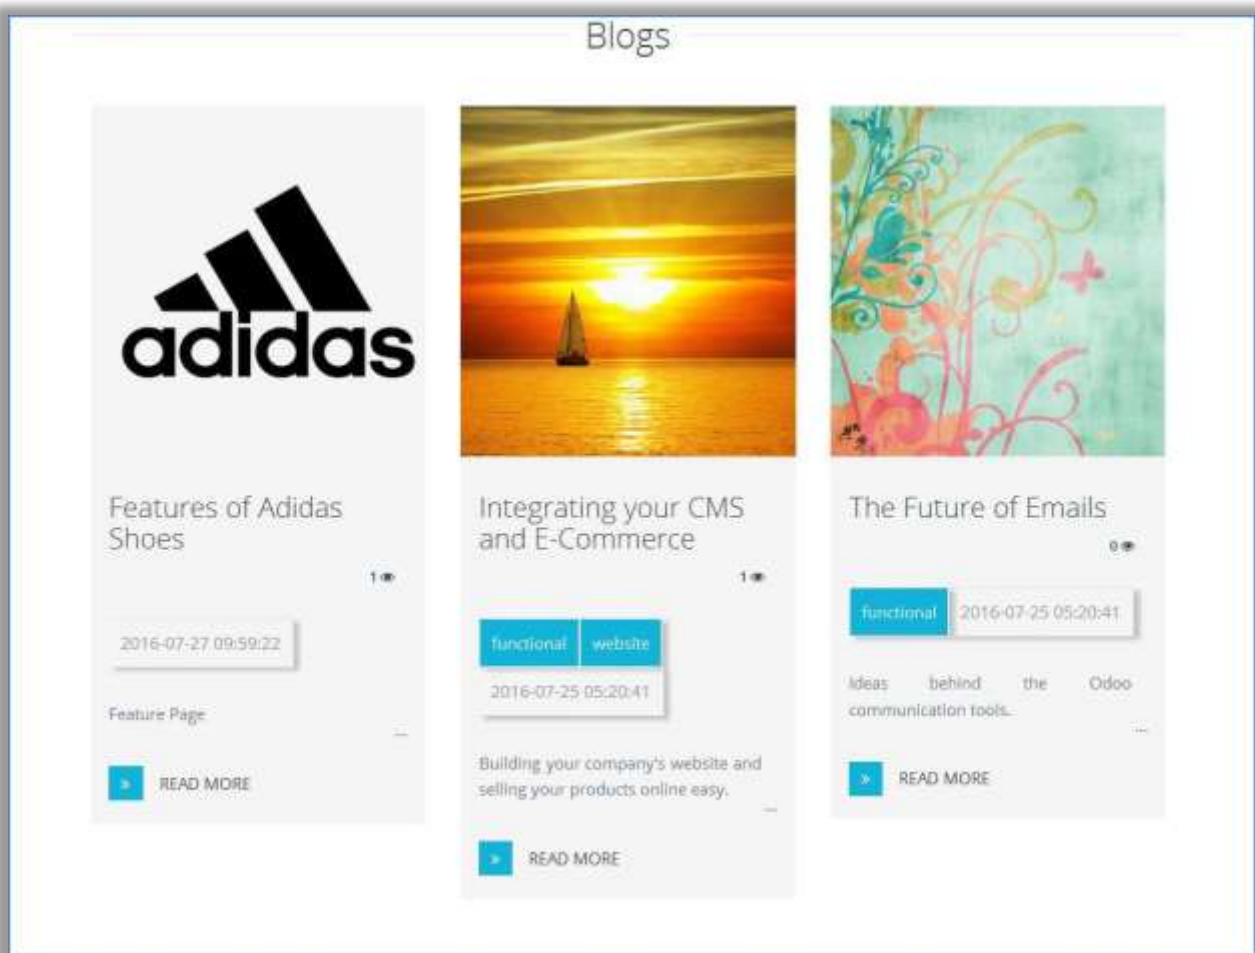 Blogs
adidas
Features of Adidas
Shoes
1
2016-07-27 09:59:22
Feature Page
...
» READ MORE
Integrating your CMS
and E-Commerce
1
functional website
2016-07-25 05:20:41
Building your company's website and
selling your products online easy.
...
» READ MORE
The Future of Emails
0
functional 2016-07-25 05:20:41
Ideas behind the Odoo
communication tools.
...
» READ MORE